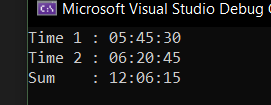 Microsoft Visual Studio Debug
Time 1 : 05:45:30
Time 2 : 06:20:45
Sum    : 12:06:15